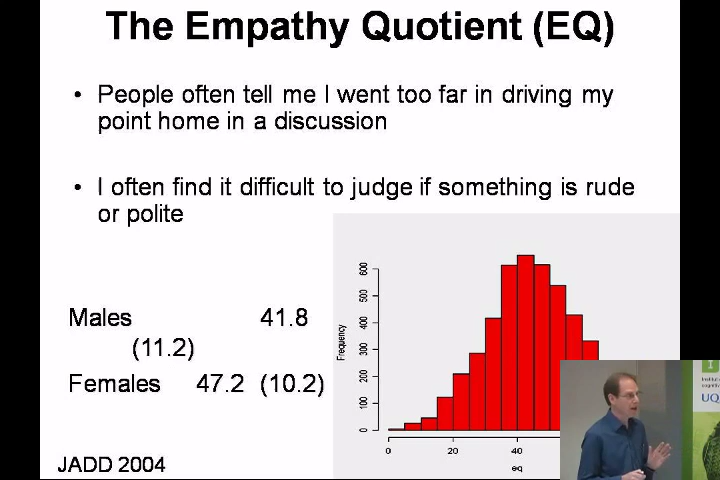 The Empathy Quotient (EQ)
• People often tell me I went too far in driving my
point home in a discussion
• I often find it difficult to judge if something is rude
or polite
Males 41.8
(11.2)
Females 47.2 (10.2)
JADD 2004
Frequency
600
500
400
300
200
100
0
0 20 40
eq
UQ